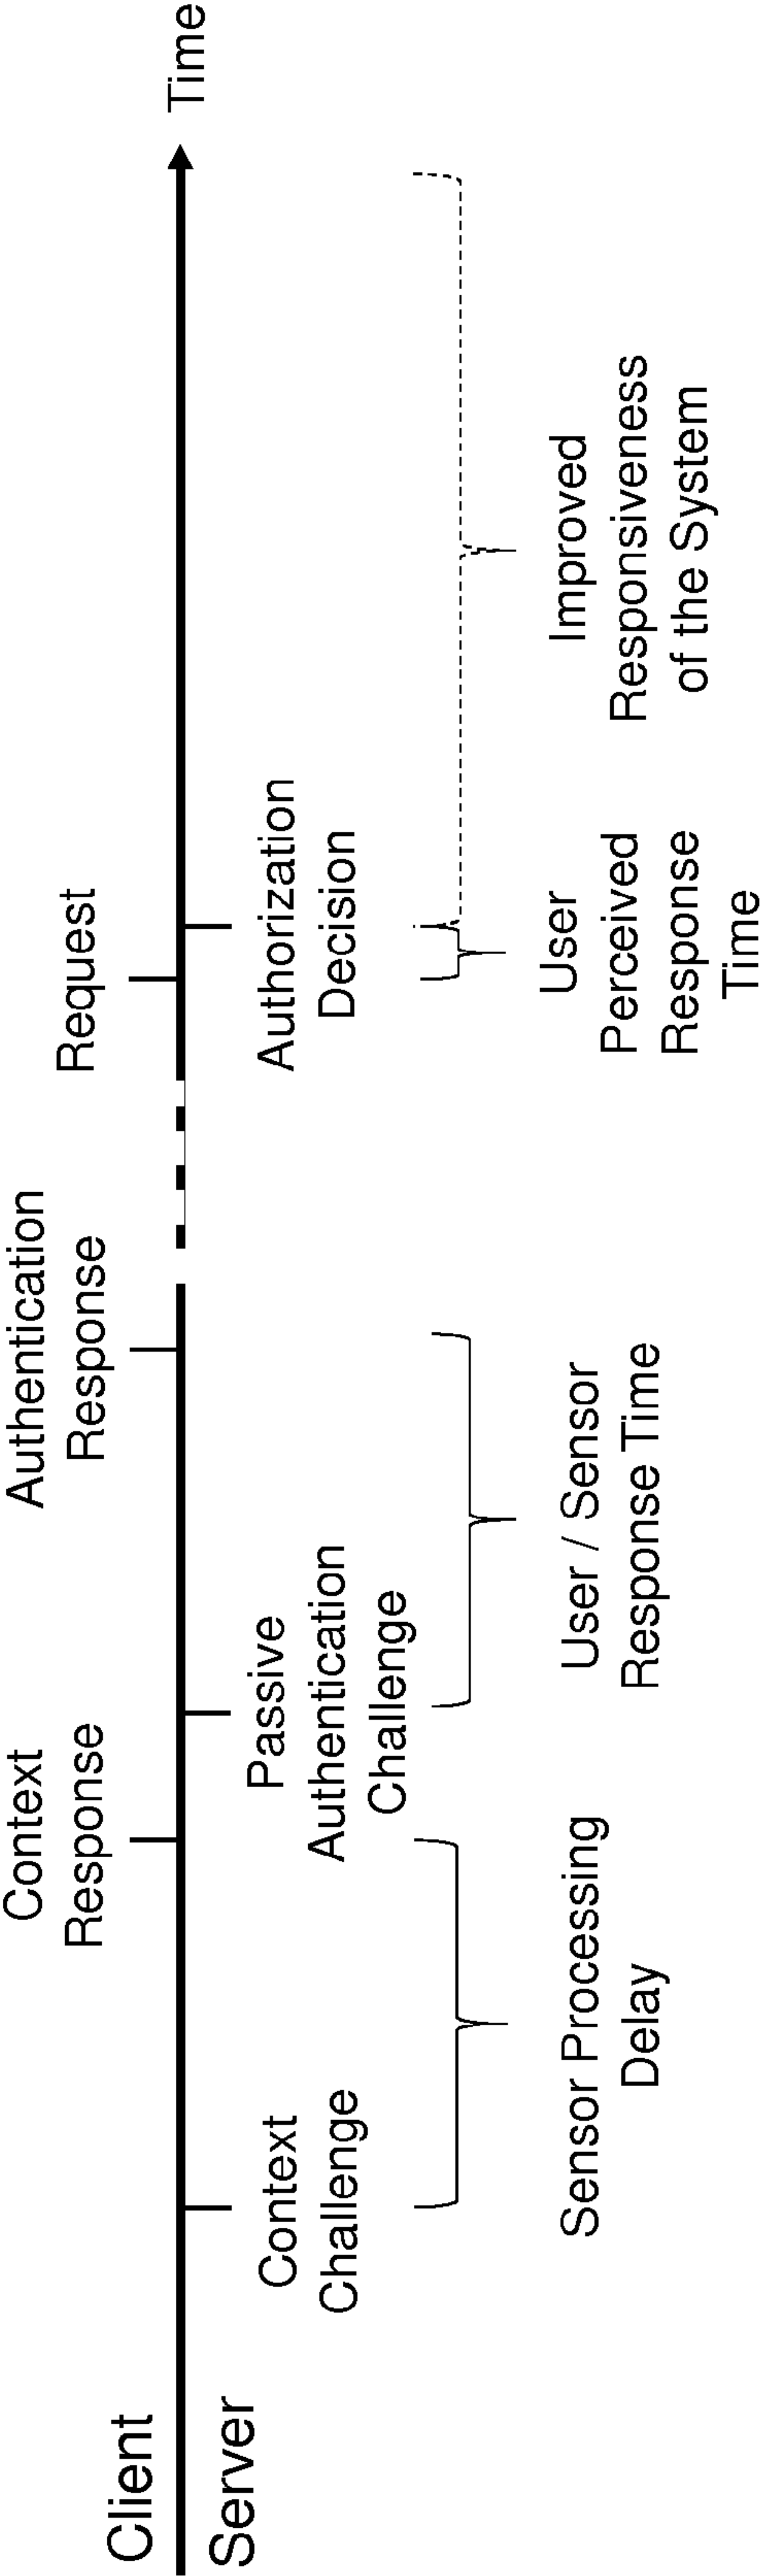 Client
Server
Context
Challenge
Context
Response
Passive
Authentication
Challenge
Authentication
Response
Request
Authorization
Decision
Time
Sensor Processing
Delay
User / Sensor
Response Time
User
Perceived
Response
Time
Improved
Responsiveness
of the System